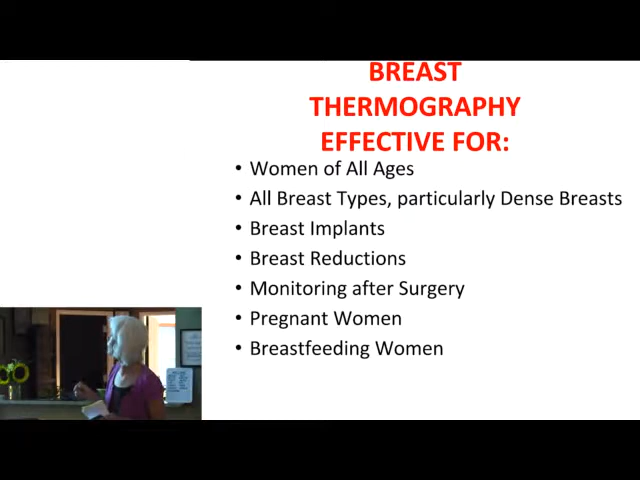 BREAST
THERMOGRAPHY
EFFECTIVE FOR:
• Women of All Ages
• All Breast Types, particularly Dense Breasts
• Breast Implants
• Breast Reductions
• Monitoring after Surgery
• Pregnant Women
• Breastfeeding Women